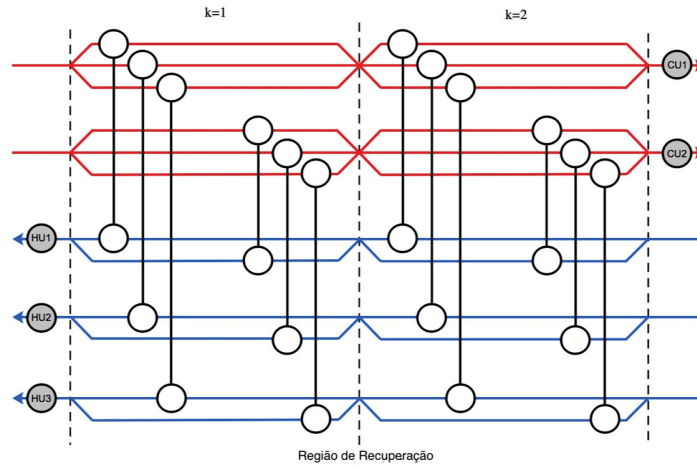 k=1
k=2
CU1
CU2
HU1
HU2
HU3
Região de Recuperação